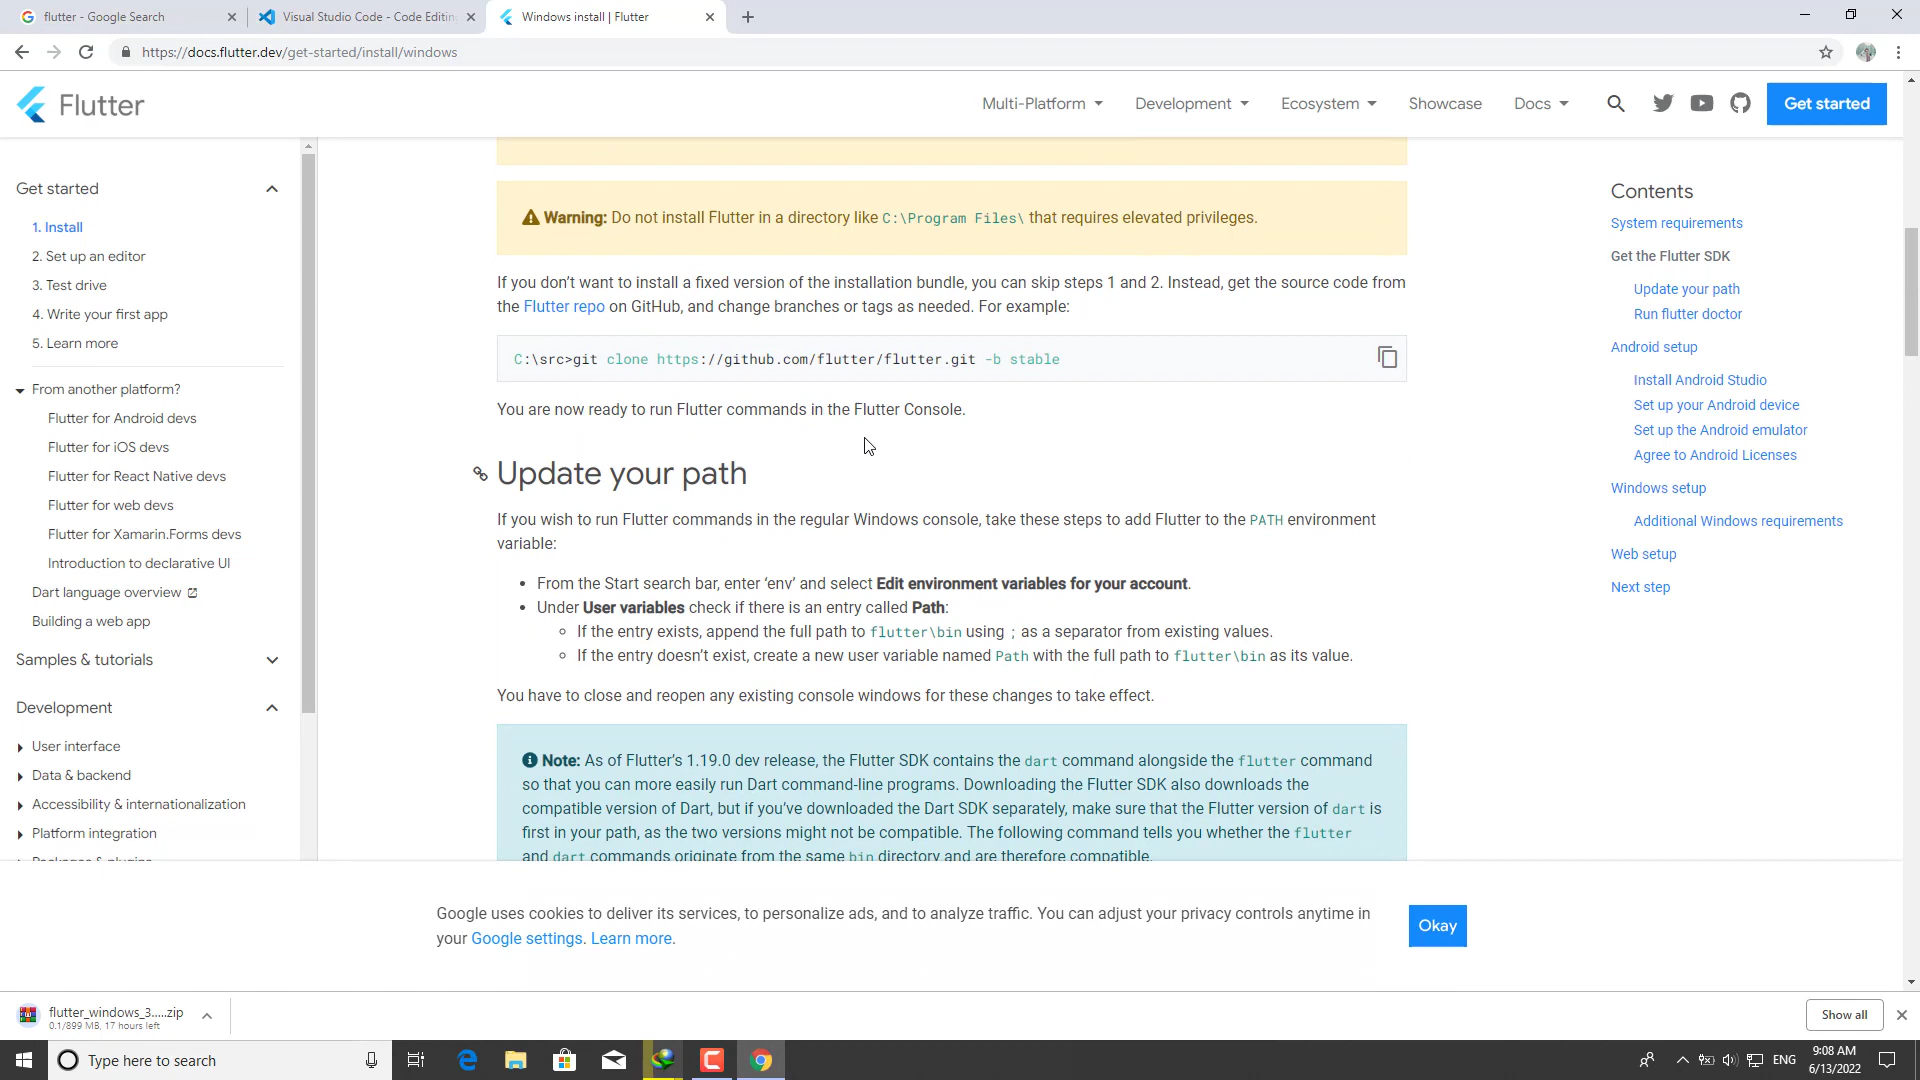 flutter - Google Search
Visual Studio Code - Code Editin
Windows install | Flutter
https://docs.flutter.dev/get-started/install/windows
Flutter
Multi-Platform
Development
Ecosystem
Showcase
Docs
Get started
Get started
1. Install
2. Set up an editor
3. Test drive
4. Write your first app
5. Learn more
From another platform?
Flutter for Android devs
Flutter for iOS devs
Flutter for React Native devs
Flutter for web devs
Flutter for Xamarin.Forms devs
Introduction to declarative UI
Dart language overview
Building a web app
Samples & tutorials
Development
User interface
Data & backend
Accessibility & internationalization
Platform integration
Packages & plugins
Warning: Do not install Flutter in a directory like C:\Program Files\ that requires elevated privileges.
If you don’t want to install a fixed version of the installation bundle, you can skip steps 1 and 2. Instead, get the source code from
the Flutter repo on GitHub, and change branches or tags as needed. For example:
C:\src>git clone https://github.com/flutter/flutter.git -b stable
You are now ready to run Flutter commands in the Flutter Console.
Update your path
If you wish to run Flutter commands in the regular Windows console, take these steps to add Flutter to the PATH environment
variable:
• From the Start search bar, enter ‘env’ and select Edit environment variables for your account.
• Under User variables check if there is an entry called Path:
◦ If the entry exists, append the full path to flutter\bin using ; as a separator from existing values.
◦ If the entry doesn’t exist, create a new user variable named Path with the full path to flutter\bin as its value.
You have to close and reopen any existing console windows for these changes to take effect.
Note: As of Flutter’s 1.19.0 dev release, the Flutter SDK contains the dart command alongside the flutter command
so that you can more easily run Dart command-line programs. Downloading the Flutter SDK also downloads the
compatible version of Dart, but if you’ve downloaded the Dart SDK separately, make sure that the Flutter version of dart is
first in your path, as the two versions might not be compatible. The following command tells you whether the flutter
and dart commands originate from the same bin directory and are therefore compatible.
Contents
System requirements
Get the Flutter SDK
Update your path
Run flutter doctor
Android setup
Install Android Studio
Set up your Android device
Set up the Android emulator
Agree to Android Licenses
Windows setup
Additional Windows requirements
Web setup
Next step
Google uses cookies to deliver its services, to personalize ads, and to analyze traffic. You can adjust your privacy controls anytime in
your Google settings. Learn more.
Okay
flutter_windows_3.....zip
0.1/899 MB, 17 hours left
Show all
Type here to search
ENG
9:08 AM
6/13/2022